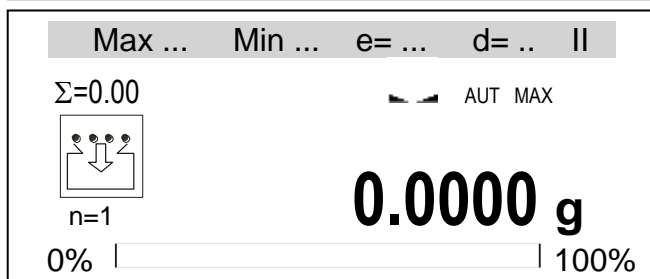 Max ... Min ... e= ... d= .. II
Σ=0.00
AUT MAX
n=1
0.0000 g
0% 100%